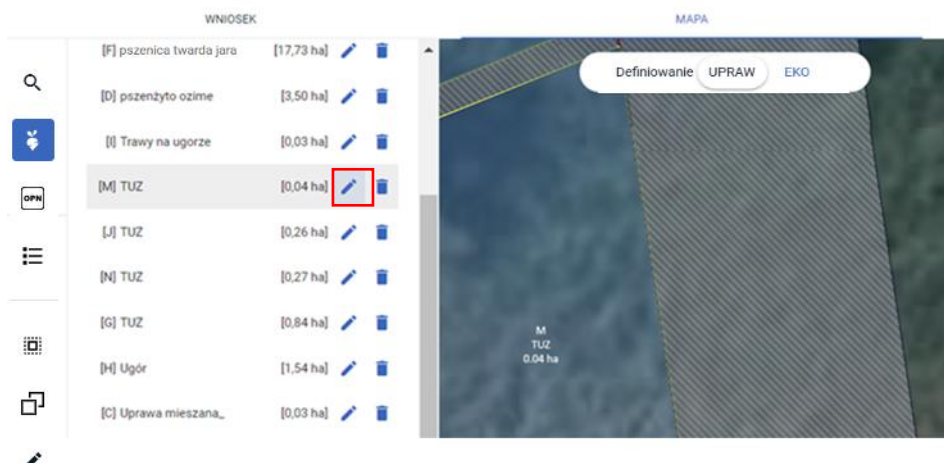 WNIOSEK MAPA
[F] pszenica twarda jara [17,73 ha]
Definiowanie UPRAW EKO
[D] pszenżyto ozime [3,50 ha]
[I] Trawy na ugorze [0,03 ha]
[M] TUZ [0,04 ha]
OPN
[J] TUZ [0,26 ha]
[N] TUZ [0,27 ha]
[G] TUZ [0,84 ha]
[H] Ugór [1,54 ha]
[C] Uprawa mieszana_ [0,03 ha]
M
TUZ
0.04 ha